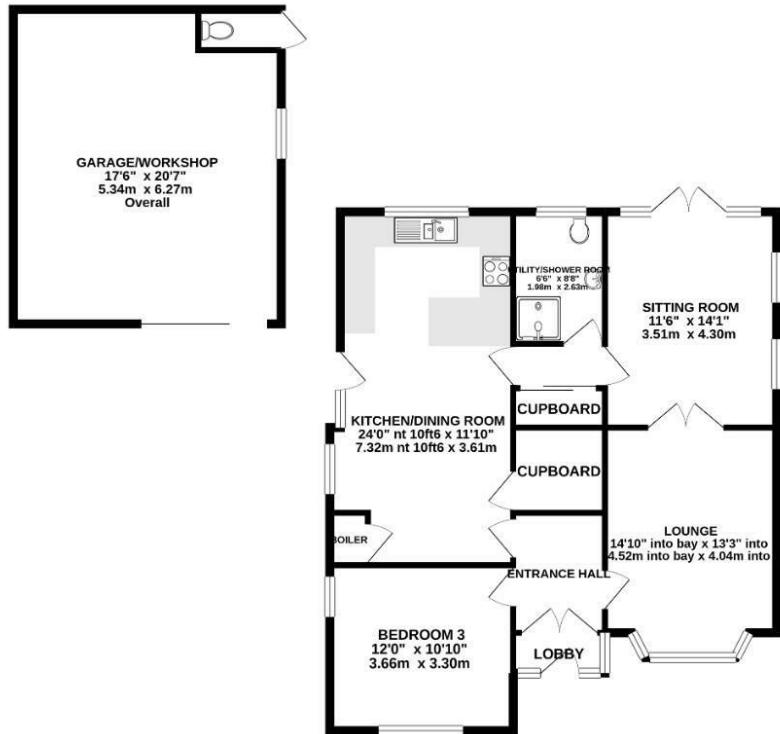 GARAGE/WORKSHOP
17'6" x 20'7"
5.34m x 6.27m
Overall
UTILITY/SHOWER ROOM
6'6" x 8'8"
1.98m x 2.63m
SITTING ROOM
11'6" x 14'1"
3.51m x 4.30m
CUPBOARD
KITCHEN/DINING ROOM
24'0" nt 10ft6 x 11'10"
7.32m nt 10ft6 x 3.61m
CUPBOARD
LOUNGE
14'10" into bay x 13'3" into
4.52m into bay x 4.04m into
BOILER
ENTRANCE HALL
BEDROOM 3
12'0" x 10'10"
3.66m x 3.30m
LOBBY